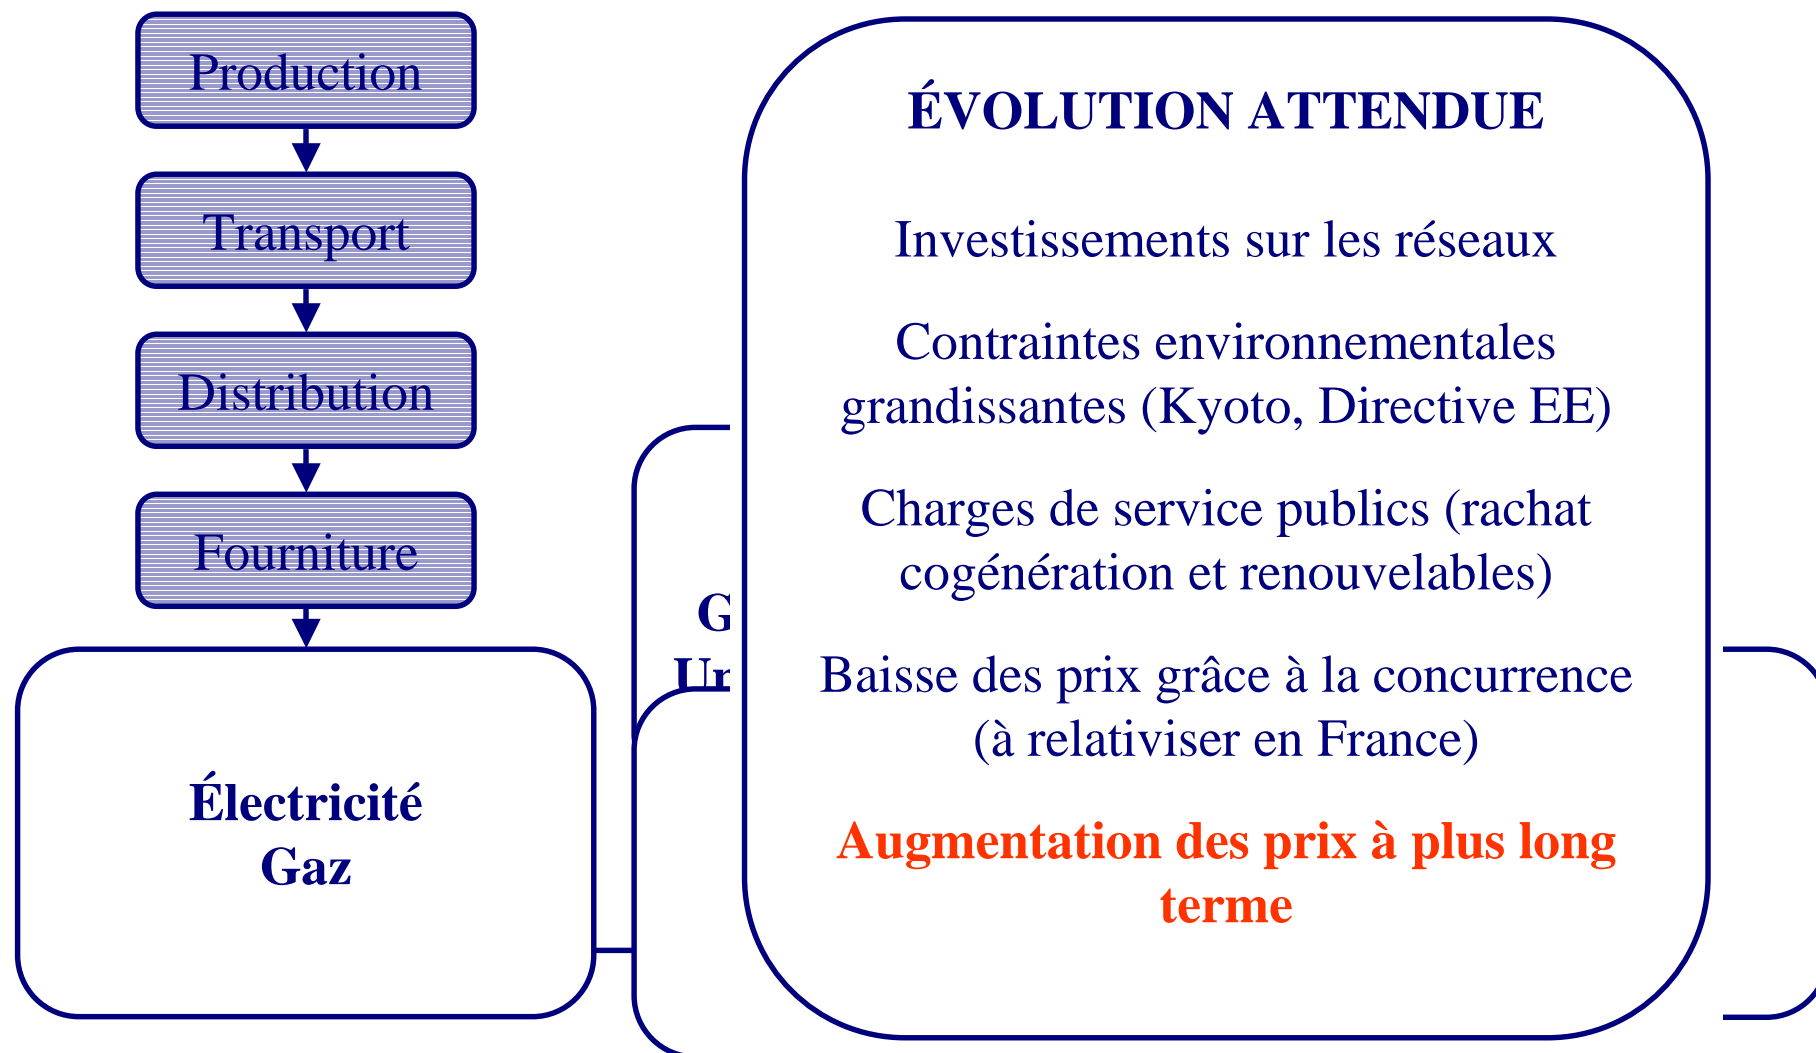 Production
Transport
Distribution
Fourniture
Électricité
Gaz
ÉVOLUTION ATTENDUE
Investissements sur les réseaux
Contraintes environnementales
grandissantes (Kyoto, Directive EE)
Charges de service publics (rachat
cogénération et renouvelables)
Baisse des prix grâce à la concurrence
(à relativiser en France)
Augmentation des prix à plus long
terme